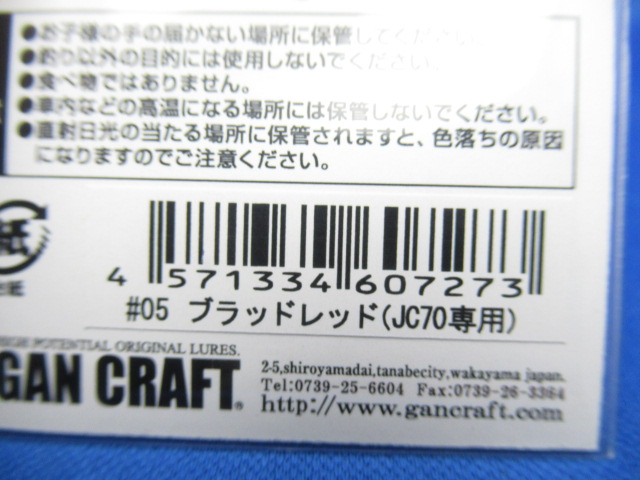 ●お子様の手の届かない場所に保管してください。
●釣り以外の目的には使用しないでください。
●食べ物ではありません。
●車内などの高温になる場所には保管しないでください。
●直射日光の当たる場所に保管されますと、色落ちの原因
になりますのでご注意ください。
紙
4 571334 607273
#05 ブラッドレッド(JC70専用)
HIGH POTENTIAL ORIGINAL LURES.
GAN CRAFT®
2-5,shiroyamadai,tanabecity,wakayama japan.
Tel:0739-25-6604 Fax:0739-26-3364
http://www.gancraft.com